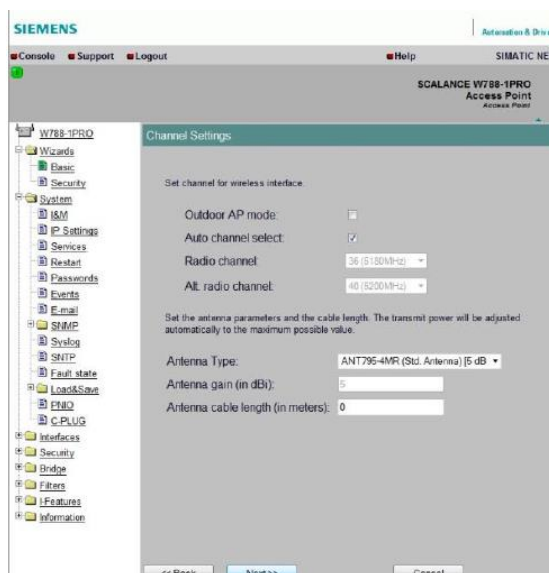 SIEMENS
Automation & Driv
Console Support Logout Help SIMATIC NE
SCALANCE W788-1PRO
Access Point
Access Point
W788-1PRO
Wizards
Basic
Security
System
I&M
IP Settings
Services
Restart
Passwords
Events
E-mail
SNMP
Syslog
SNTP
Fault state
Load&Save
PNIO
C-PLUG
Interfaces
Security
Bridge
Filters
I-Features
Information
Channel Settings
Set channel for wireless interface.
Outdoor AP mode:
Auto channel select:
Radio channel: 36 (5180MHz)
Alt. radio channel: 40 (5200MHz)
Set the antenna parameters and the cable length. The transmit power will be adjusted
automatically to the maximum possible value.
Antenna Type: ANT795-4MR (Std. Antenna) [5 dB
Antenna gain (in dBi): 5
Antenna cable length (in meters): 0
<< Back Next >> Cancel